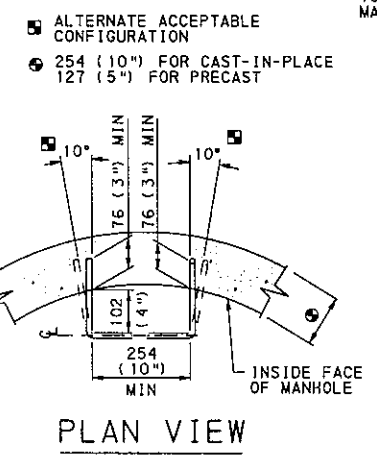 ALTERNATE ACCEPTABLE
CONFIGURATION
254 (10") FOR CAST-IN-PLACE
127 (5") FOR PRECAST
MA
10°
76 (3") MIN
76 (3") MIN
10°
102
(4")
℄
254
(10")
MIN
INSIDE FACE
OF MANHOLE
PLAN VIEW